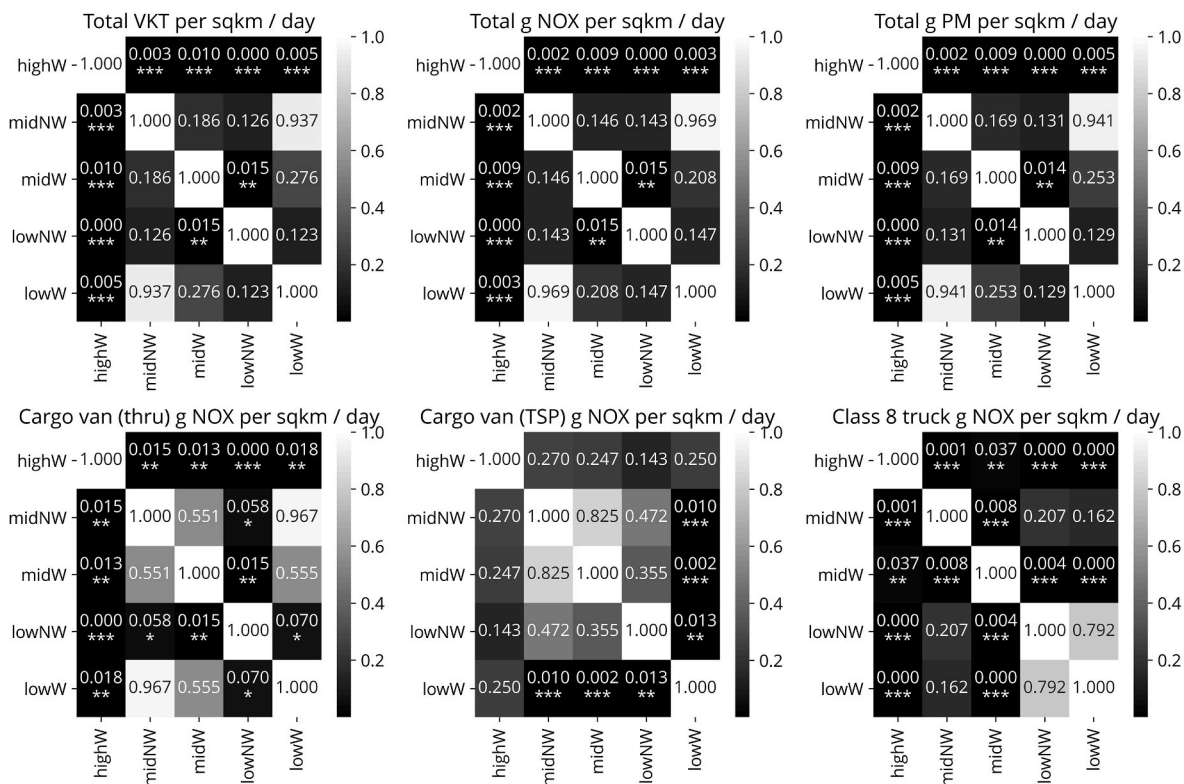 Total VKT per sqkm / day
highW 1.000 0.003 0.010 0.000 0.005
*** *** *** ***
midNW 0.003 1.000 0.186 0.126 0.937
***
midW 0.010 0.186 1.000 0.015 0.276
*** **
lowNW 0.000 0.126 0.015 1.000 0.123
*** **
lowW 0.005 0.937 0.276 0.123 1.000
***
highW midNW midW lowNW lowW
1.0
0.8
0.6
0.4
0.2
Total g NOX per sqkm / day
highW 1.000 0.002 0.009 0.000 0.003
*** *** *** ***
midNW 0.002 1.000 0.146 0.143 0.969
***
midW 0.009 0.146 1.000 0.015 0.208
*** **
lowNW 0.000 0.143 0.015 1.000 0.147
*** **
lowW 0.003 0.969 0.208 0.147 1.000
***
highW midNW midW lowNW lowW
1.0
0.8
0.6
0.4
0.2
Total g PM per sqkm / day
highW 1.000 0.002 0.009 0.000 0.005
*** *** *** ***
midNW 0.002 1.000 0.169 0.131 0.941
***
midW 0.009 0.169 1.000 0.014 0.253
*** **
lowNW 0.000 0.131 0.014 1.000 0.129
*** **
lowW 0.005 0.941 0.253 0.129 1.000
***
highW midNW midW lowNW lowW
1.0
0.8
0.6
0.4
0.2
Cargo van (thru) g NOX per sqkm / day
highW 1.000 0.015 0.013 0.000 0.018
** ** *** **
midNW 0.015 1.000 0.551 0.058 0.967
** *
midW 0.013 0.551 1.000 0.015 0.555
** **
lowNW 0.000 0.058 0.015 1.000 0.070
*** * ** *
lowW 0.018 0.967 0.555 0.070 1.000
** *
highW midNW midW lowNW lowW
1.0
0.8
0.6
0.4
0.2
Cargo van (TSP) g NOX per sqkm / day
highW 1.000 0.270 0.247 0.143 0.250
midNW 0.270 1.000 0.825 0.472 0.010
***
midW 0.247 0.825 1.000 0.355 0.002
***
lowNW 0.143 0.472 0.355 1.000 0.013
**
lowW 0.250 0.010 0.002 0.013 1.000
*** *** **
highW midNW midW lowNW lowW
1.0
0.8
0.6
0.4
0.2
Class 8 truck g NOX per sqkm / day
highW 1.000 0.001 0.037 0.000 0.000
*** ** *** ***
midNW 0.001 1.000 0.008 0.207 0.162
*** ***
midW 0.037 0.008 1.000 0.004 0.000
** *** *** ***
lowNW 0.000 0.207 0.004 1.000 0.792
*** ***
lowW 0.000 0.162 0.000 0.792 1.000
*** ***
highW midNW midW lowNW lowW
1.0
0.8
0.6
0.4
0.2